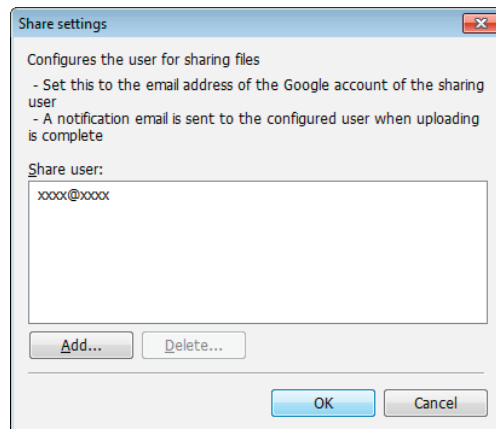 Share settings
Configures the user for sharing files
- Set this to the email address of the Google account of the sharing
user
- A notification email is sent to the configured user when uploading
is complete
Share user:
xxxx@xxxx
Add... Delete...
OK Cancel